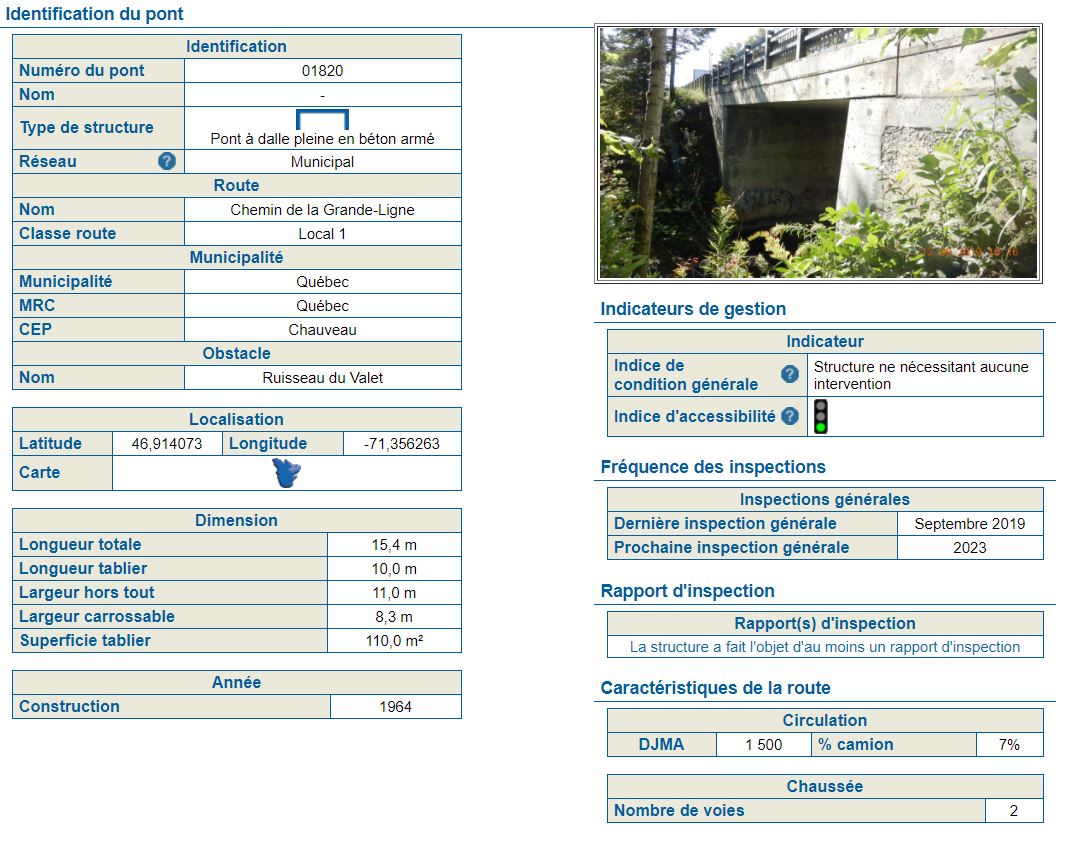 Identification du pont
Identification
Numéro du pont 01820
Nom -
Type de structure Pont à dalle pleine en béton armé
Réseau ? Municipal
Route
Nom Chemin de la Grande-Ligne
Classe route Local 1
Municipalité
Municipalité Québec
MRC Québec
CEP Chauveau
Obstacle
Nom Ruisseau du Valet
Localisation
Latitude 46,914073 Longitude -71,356263
Carte
Dimension
Longueur totale 15,4 m
Longueur tablier 10,0 m
Largeur hors tout 11,0 m
Largeur carrossable 8,3 m
Superficie tablier 110,0 m²
Année
Construction 1964
Indicateurs de gestion
Indicateur
Indice de
condition générale ? Structure ne nécessitant aucune
intervention
Indice d'accessibilité ?
Fréquence des inspections
Inspections générales
Dernière inspection générale Septembre 2019
Prochaine inspection générale 2023
Rapport d'inspection
Rapport(s) d'inspection
La structure a fait l'objet d'au moins un rapport d'inspection
Caractéristiques de la route
Circulation
DJMA 1 500 % camion 7%
Chaussée
Nombre de voies 2